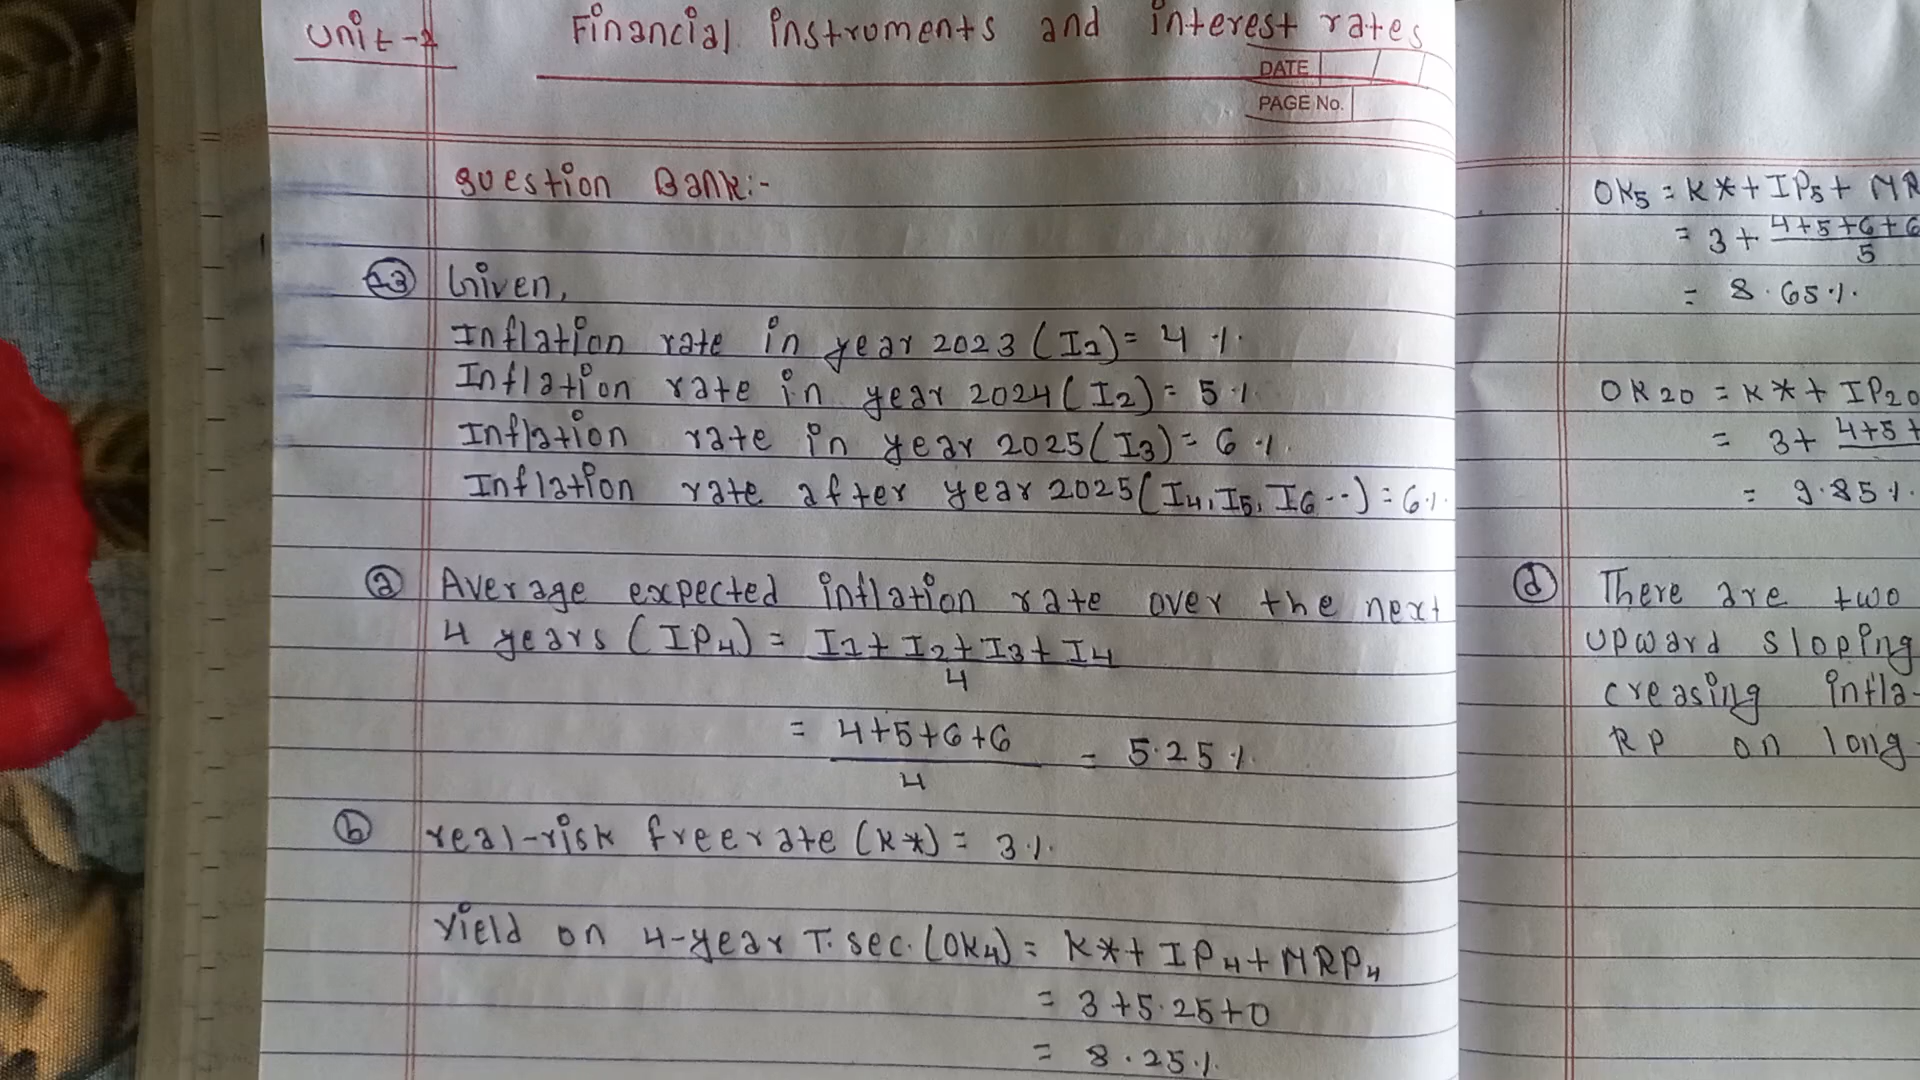 Unit-2
Financial instruments and interest rates
DATE
PAGE No.
Question Bank:-
13 Given,
Inflation rate in year 2023 (I1) = 4 %.
Inflation rate in year 2024 (I2) = 5 %.
Inflation rate in year 2025 (I3) = 6 %.
Inflation rate after year 2025 (I4, I5, I6 --) = 6 %.
a Average expected inflation rate over the next
4 years (IP4) = I1 + I2 + I3 + I4
4
= 4+5+6+6
4
= 5.25 %.
b real-risk free rate (K*) = 3 %.
Yield on 4-year T. sec. (OK4) = K* + IP4 + MRP4
= 3 + 5.25 + 0
= 8.25 %.
OK5 = K* + IP5 + MR
= 3 + 4+5+6+6
5
= 8.65 %.
OK20 = K* + IP20
= 3 + 4+5+
= 9.85 %.
d There are two
upward sloping
creasing infla-
RP on long-